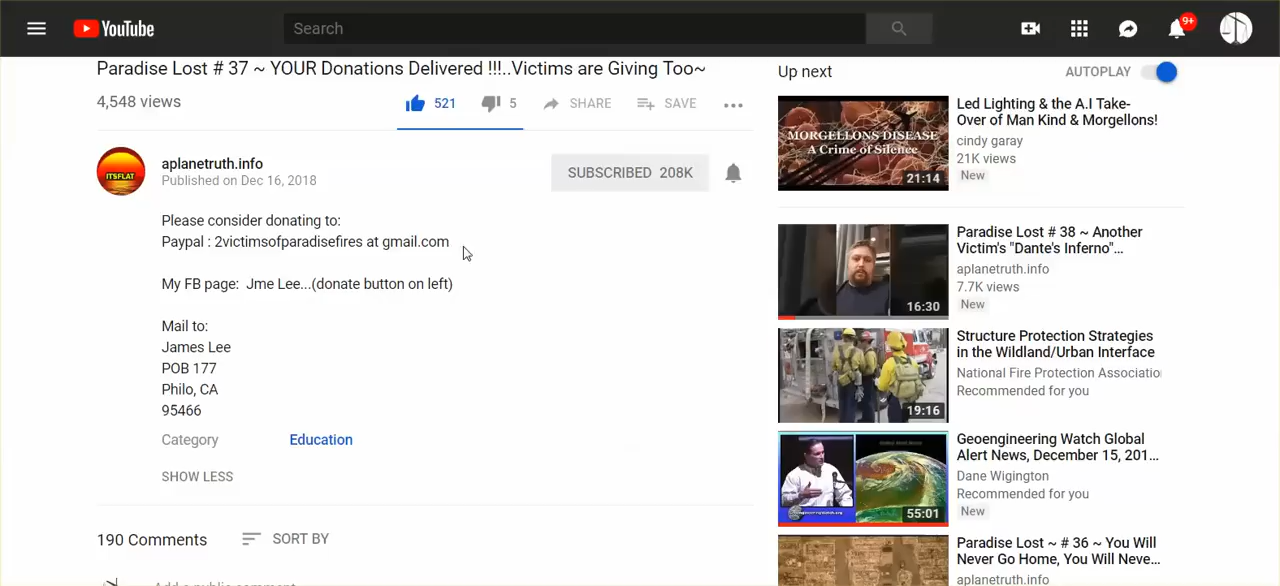 YouTube
Search
9+
Paradise Lost # 37 ~ YOUR Donations Delivered !!!..Victims are Giving Too~
4,548 views
521
5
SHARE
SAVE
ITSFLAT
aplanetruth.info
Published on Dec 16, 2018
SUBSCRIBED 208K
Please consider donating to:
Paypal : 2victimsofparadisefires at gmail.com
My FB page: Jme Lee...(donate button on left)
Mail to:
James Lee
POB 177
Philo, CA
95466
Category
Education
SHOW LESS
190 Comments
SORT BY
Add a public comment
Up next
AUTOPLAY
MORGELLONS DISEASE
A Crime of Silence
21:14
Led Lighting & the A.I Take-
Over of Man Kind & Morgellons!
cindy garay
21K views
New
16:30
Paradise Lost # 38 ~ Another
Victim's "Dante's Inferno"...
aplanetruth.info
7.7K views
New
19:16
Structure Protection Strategies
in the Wildland/Urban Interface
National Fire Protection Associatio
Recommended for you
55:01
Geoengineering Watch Global
Alert News, December 15, 201...
Dane Wigington
Recommended for you
New
Paradise Lost ~ # 36 ~ You Will
Never Go Home, You Will Neve...
aplanetruth.info